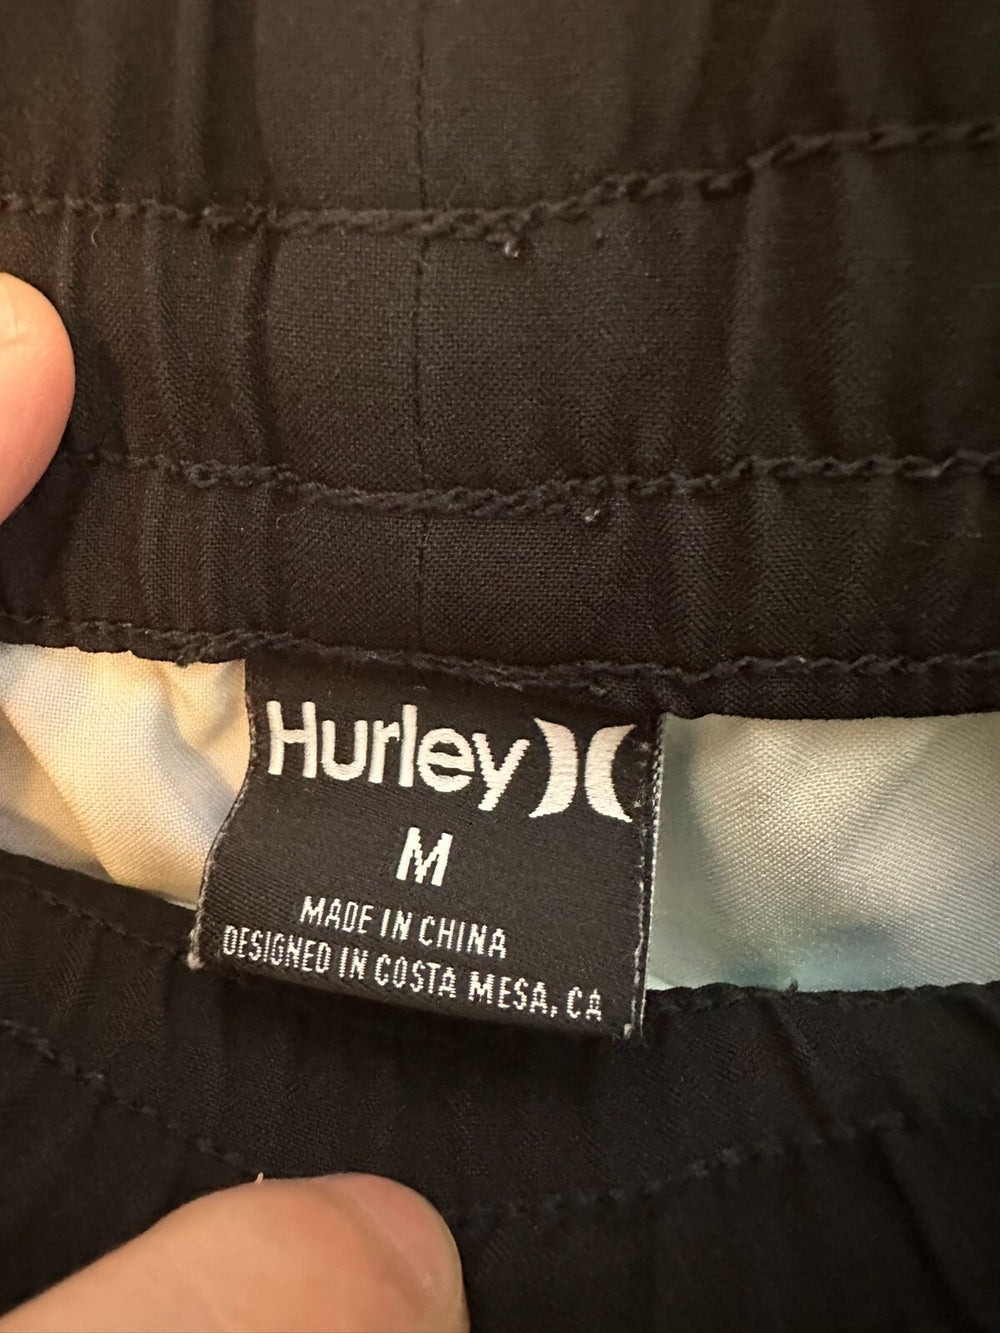 Hurley
M
MADE IN CHINA
DESIGNED IN COSTA MESA, CA